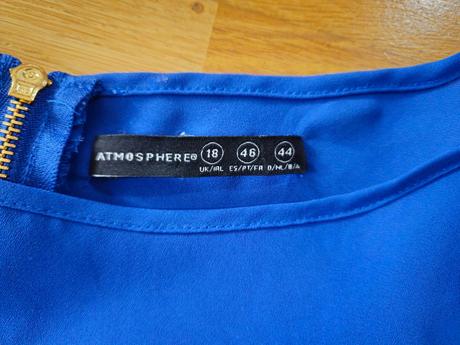 ATMOSPHERE® 18 46 44
UK/IRL ES/PT/FR D/NL/B/A